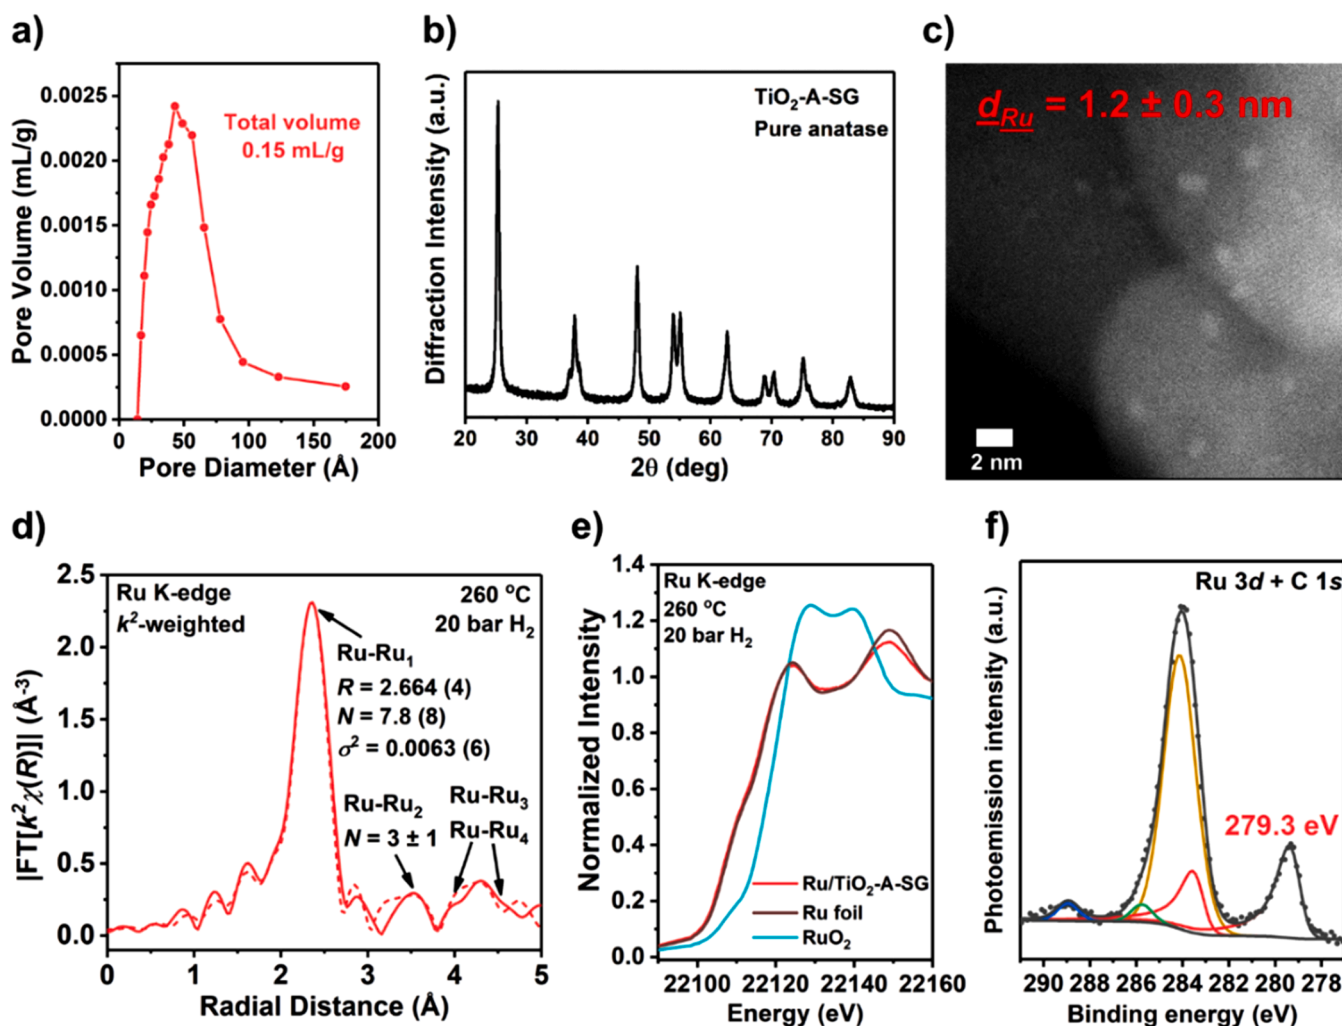 a)
Pore Volume (mL/g)
0.0025
0.0020
0.0015
0.0010
0.0005
0.0000
Total volume
0.15 mL/g
0 50 100 150 200
Pore Diameter (Å)
b)
Diffraction Intensity (a.u.)
TiO₂-A-SG
Pure anatase
20 30 40 50 60 70 80 90
2θ (deg)
c)
d_Ru = 1.2 ± 0.3 nm
2 nm
d)
|FT[k²χ(R)]| (Å⁻³)
2.5
2.0
1.5
1.0
0.5
0.0
Ru K-edge
k²-weighted
260 °C
20 bar H₂
Ru-Ru₁
R = 2.664 (4)
N = 7.8 (8)
σ² = 0.0063 (6)
Ru-Ru₂
N = 3 ± 1
Ru-Ru₃
Ru-Ru₄
0 1 2 3 4 5
Radial Distance (Å)
e)
Normalized Intensity
1.4
1.2
1.0
0.8
0.6
0.4
0.2
0.0
Ru K-edge
260 °C
20 bar H₂
Ru/TiO₂-A-SG
Ru foil
RuO₂
22100 22120 22140 22160
Energy (eV)
f)
Photoemission intensity (a.u.)
Ru 3d + C 1s
279.3 eV
290 288 286 284 282 280 278
Binding energy (eV)